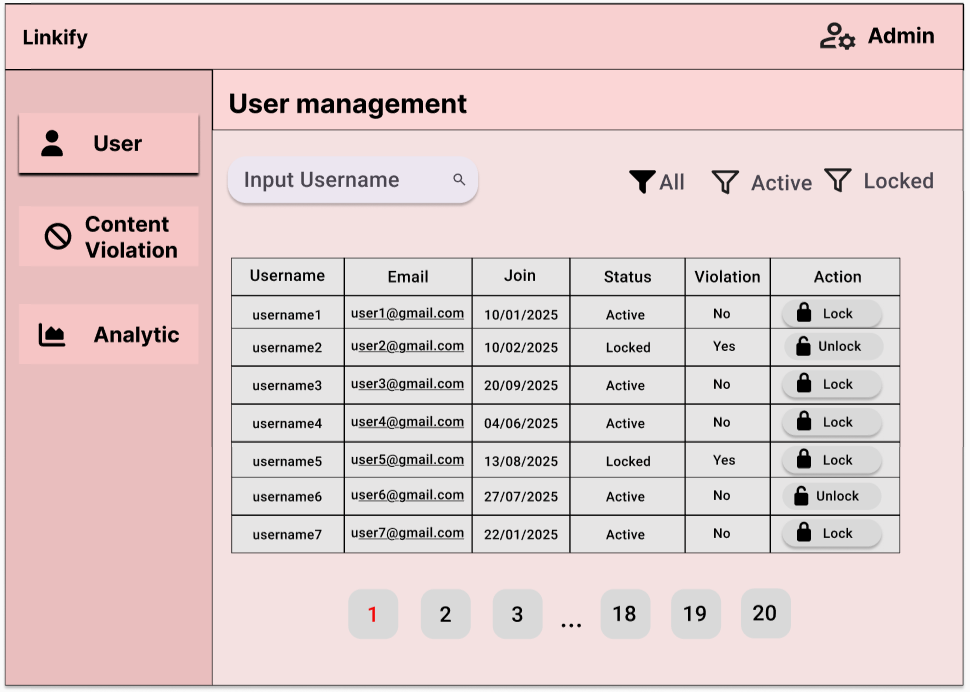 Linkify
Admin
User management
User
Content
Violation
Analytic
Input Username
All
Active
Locked
Username Email Join Status Violation Action
username1 user1@gmail.com 10/01/2025 Active No Lock
username2 user2@gmail.com 10/02/2025 Locked Yes Unlock
username3 user3@gmail.com 20/09/2025 Active No Lock
username4 user4@gmail.com 04/06/2025 Active No Lock
username5 user5@gmail.com 13/08/2025 Locked Yes Lock
username6 user6@gmail.com 27/07/2025 Active No Unlock
username7 user7@gmail.com 22/01/2025 Active No Lock
1 2 3 ... 18 19 20